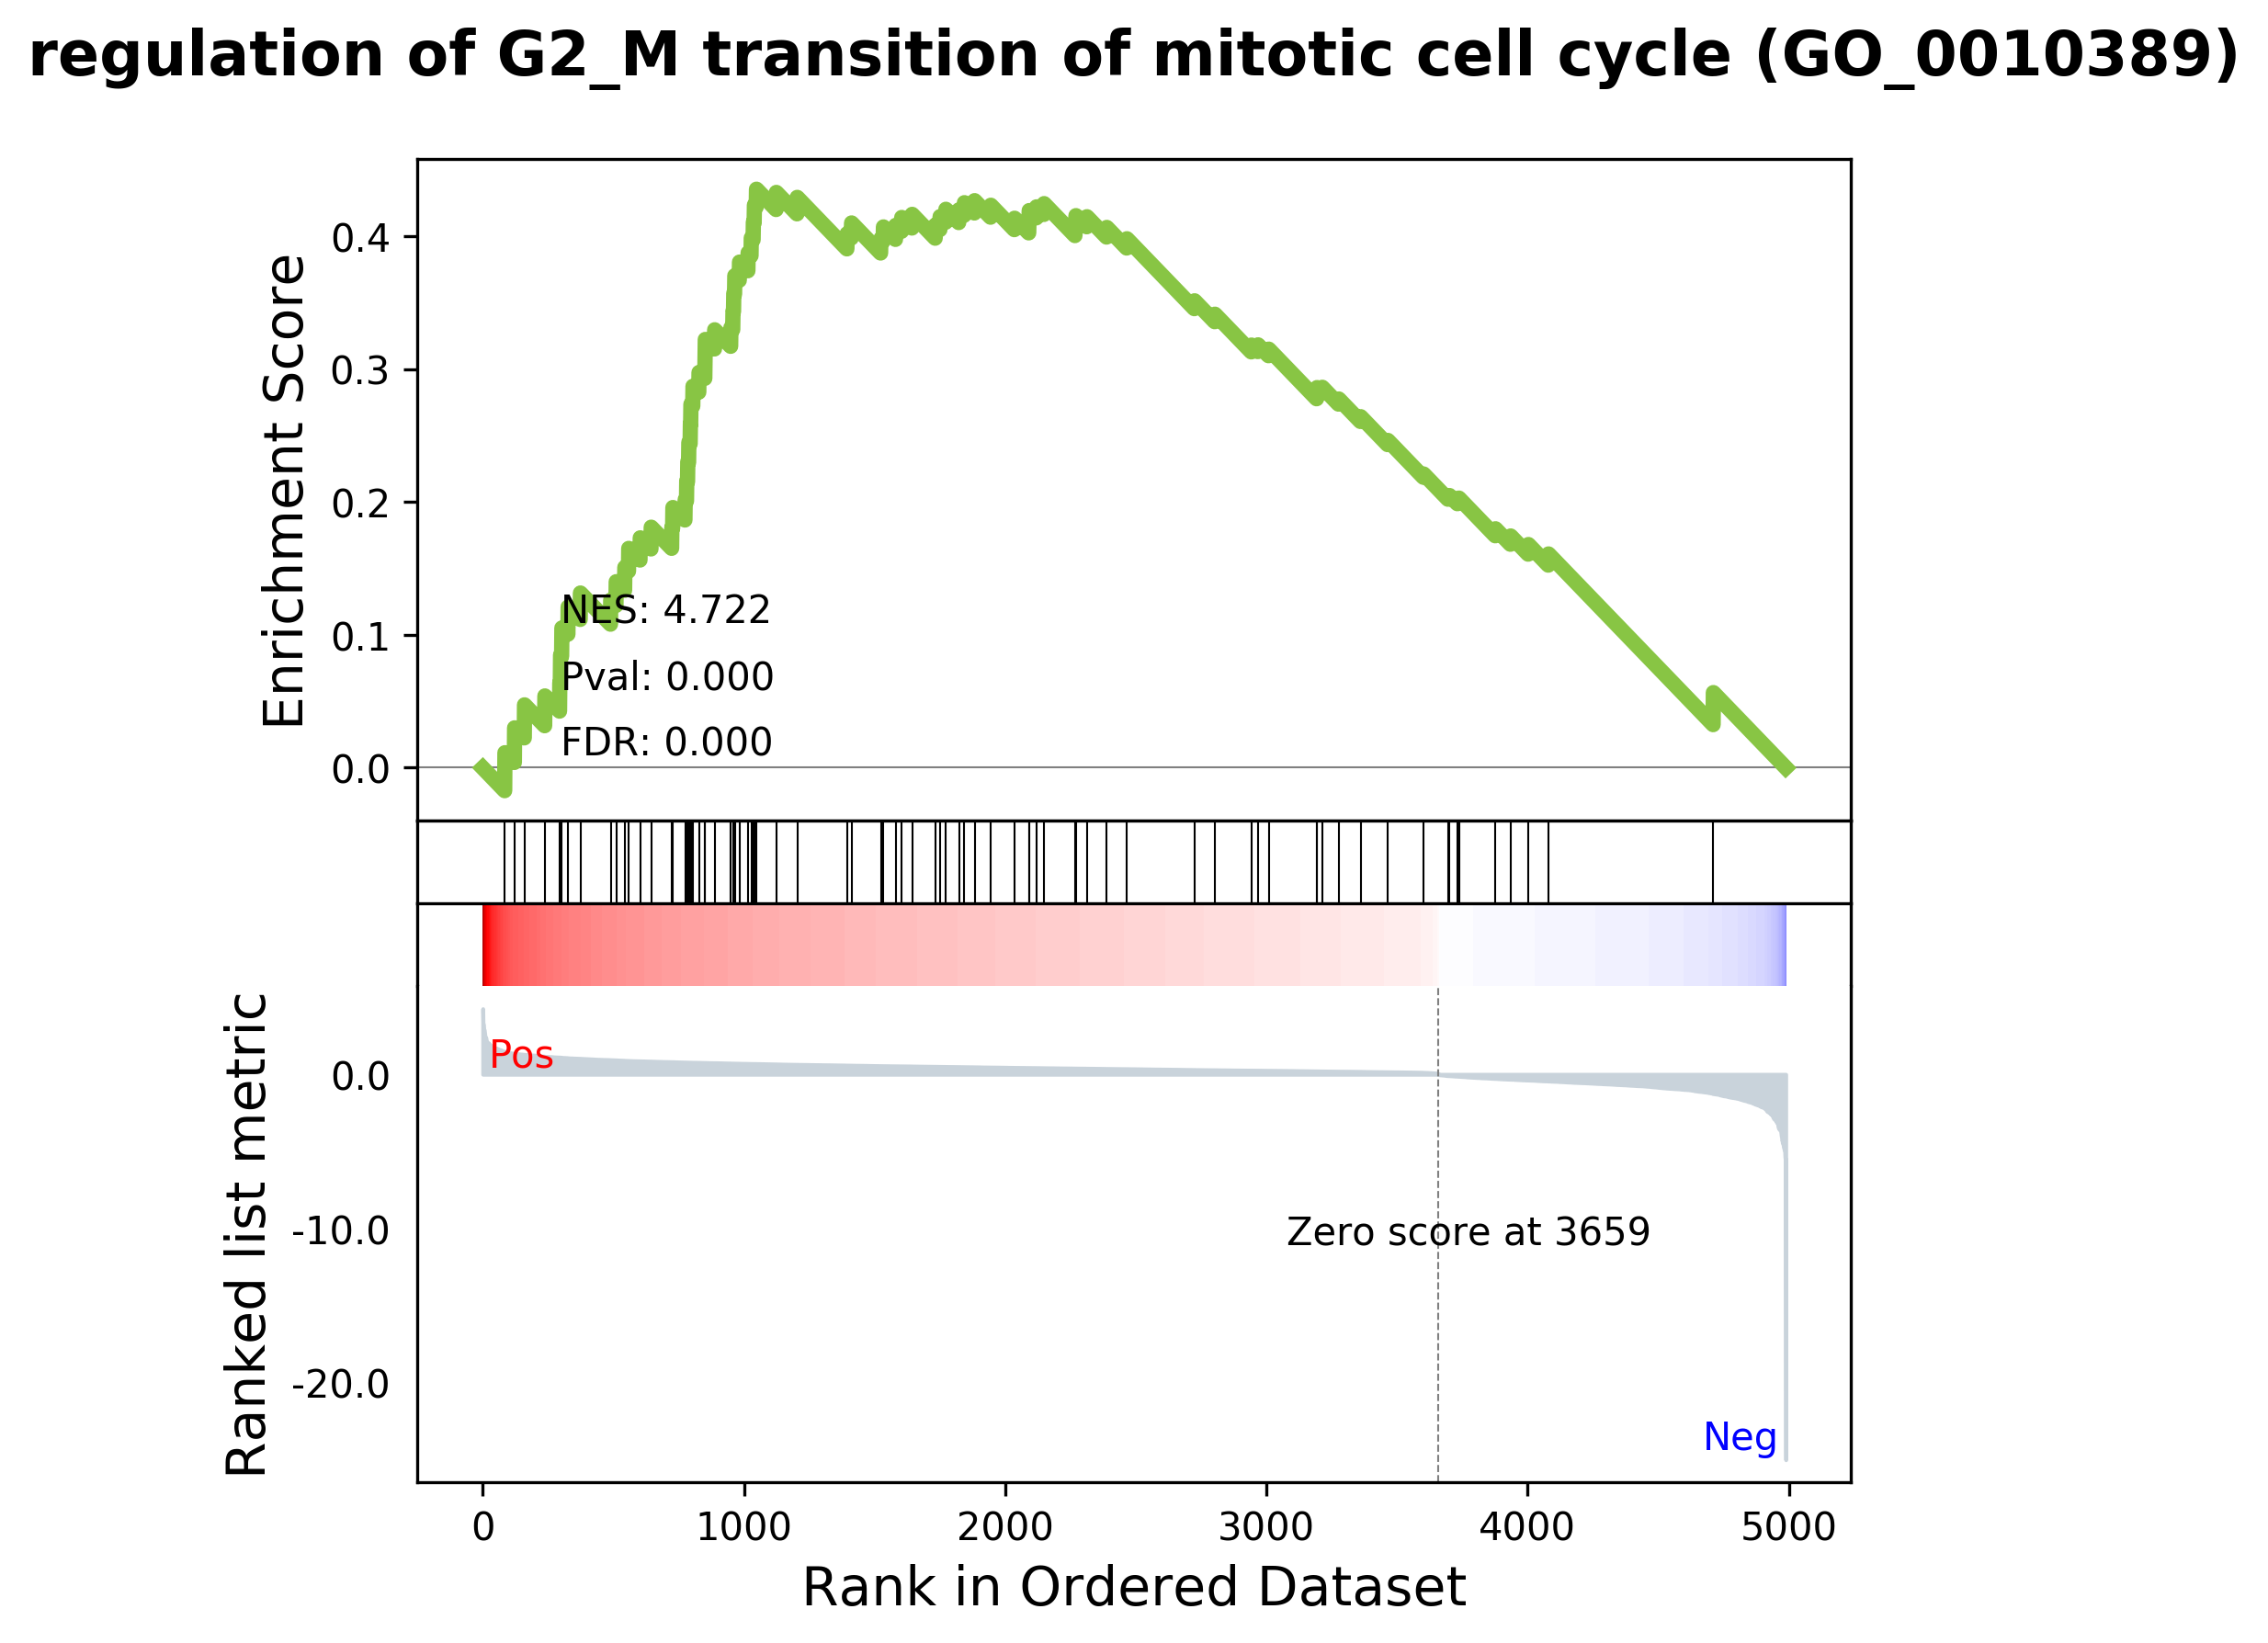 regulation of G2_M transition of mitotic cell cycle (GO_0010389)
Enrichment Score
0.4
0.3
0.2
0.1
0.0
NES: 4.722
Pval: 0.000
FDR: 0.000
Ranked list metric
0.0
-10.0
-20.0
Pos
Zero score at 3659
Neg
0 1000 2000 3000 4000 5000
Rank in Ordered Dataset